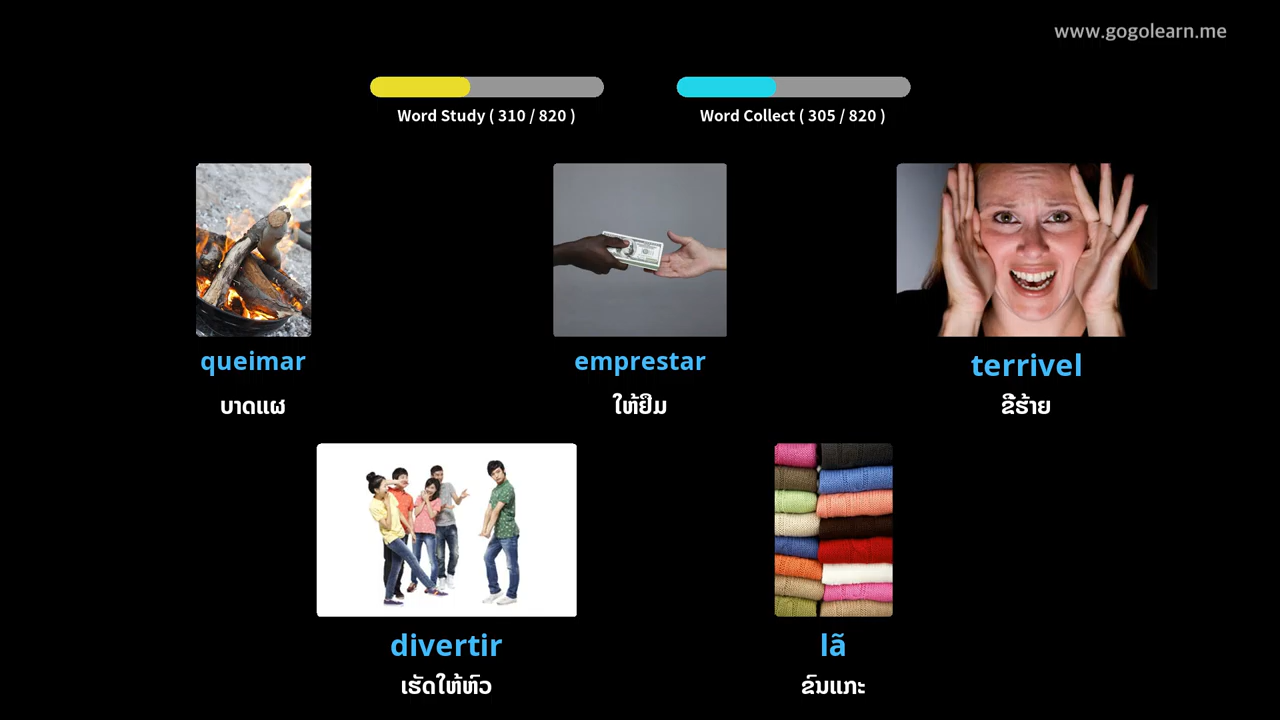 www.gogolearn.me
Word Study ( 310 / 820 )
Word Collect ( 305 / 820 )
queimar
ບາດແຜ
emprestar
ໃຫ້ຢືມ
terrivel
ຂີ້ຮ້າຍ
divertir
ເຮັດໃຫ້ຫົວ
lã
ຂົນແກະ